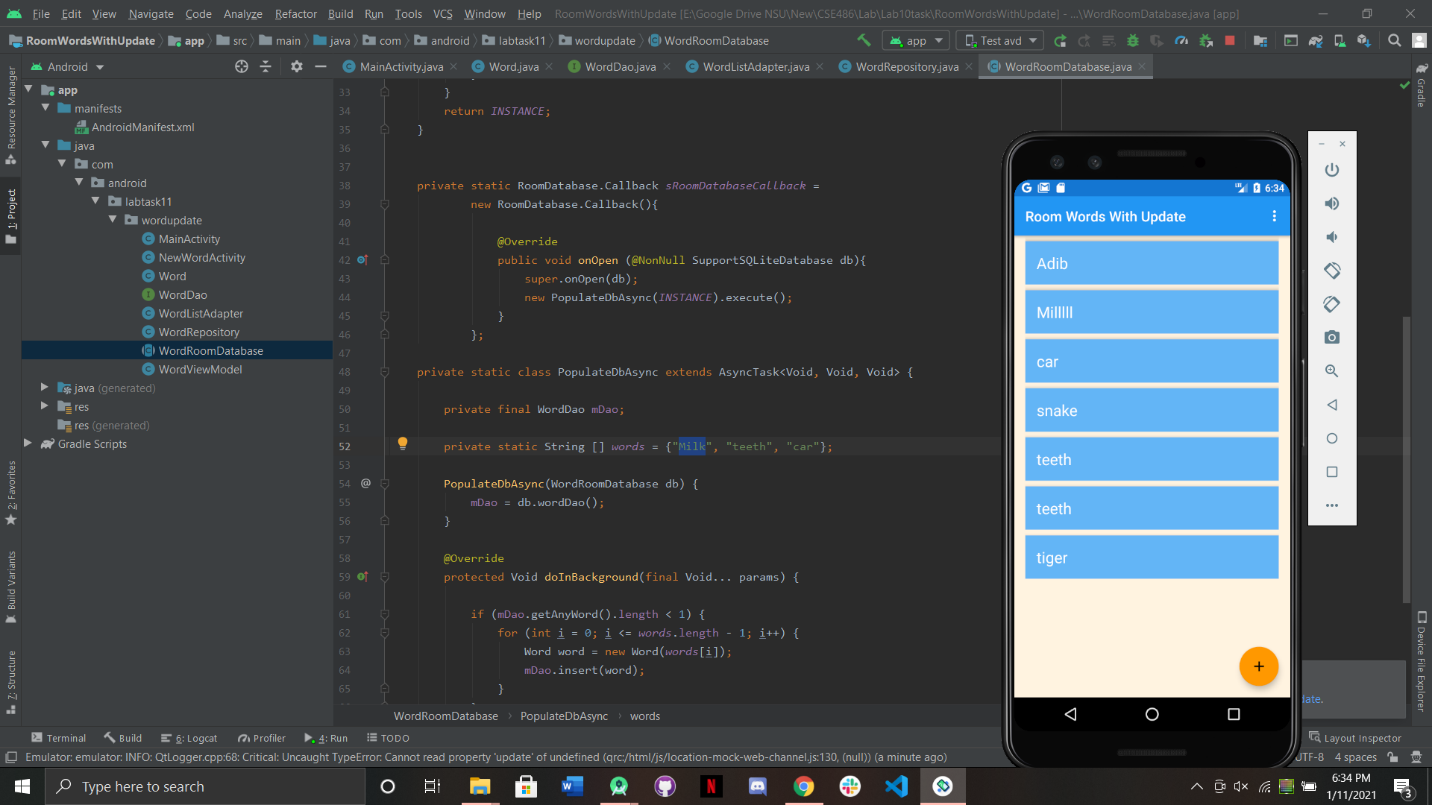 File Edit View Navigate Code Analyze Refactor Build Run Tools VCS Window Help RoomWordsWithUpdate [E:\Google Drive NSU\New\CSE486\Lab\Lab10task\RoomWordsWithUpdate] - ...\WordRoomDatabase.java [app]
RoomWordsWithUpdate app src main java com android labtask11 wordupdate WordRoomDatabase app Test avd
Android MainActivity.java Word.java WordDao.java WordListAdapter.java WordRepository.java WordRoomDatabase.java
Resource Manager
1: Project
2: Favorites
Build Variants
7: Structure
app
manifests
AndroidManifest.xml
java
com
android
labtask11
wordupdate
MainActivity
NewWordActivity
Word
WordDao
WordListAdapter
WordRepository
WordRoomDatabase
WordViewModel
java (generated)
res
res (generated)
Gradle Scripts
33 }
34 return INSTANCE;
35 }
36
37
38 private static RoomDatabase.Callback sRoomDatabaseCallback =
39 new RoomDatabase.Callback(){
40
41 @Override
42 public void onOpen (@NonNull SupportSQLiteDatabase db){
43 super.onOpen(db);
44 new PopulateDbAsync(INSTANCE).execute();
45 }
46 };
47
48 private static class PopulateDbAsync extends AsyncTask<Void, Void, Void> {
49
50 private final WordDao mDao;
51
52 private static String [] words = {"Milk", "teeth", "car"};
53
54 @ PopulateDbAsync(WordRoomDatabase db) {
55 mDao = db.wordDao();
56 }
57
58 @Override
59 protected Void doInBackground(final Void... params) {
60
61 if (mDao.getAnyWord().length < 1) {
62 for (int i = 0; i <= words.length - 1; i++) {
63 Word word = new Word(words[i]);
64 mDao.insert(word);
65 }
WordRoomDatabase PopulateDbAsync words
6:34
Room Words With Update
Adib
Milllll
car
snake
teeth
teeth
tiger
+
Gradle
Device File Explorer
date.
Terminal Build 6: Logcat Profiler 4: Run TODO Layout Inspector
Emulator: emulator: INFO: QtLogger.cpp:68: Critical: Uncaught TypeError: Cannot read property 'update' of undefined (qrc/html/js/location-mock-web-channel.js:130, (null)) (a minute ago) UTF-8 4 spaces
Type here to search
6:34 PM
1/11/2021
3